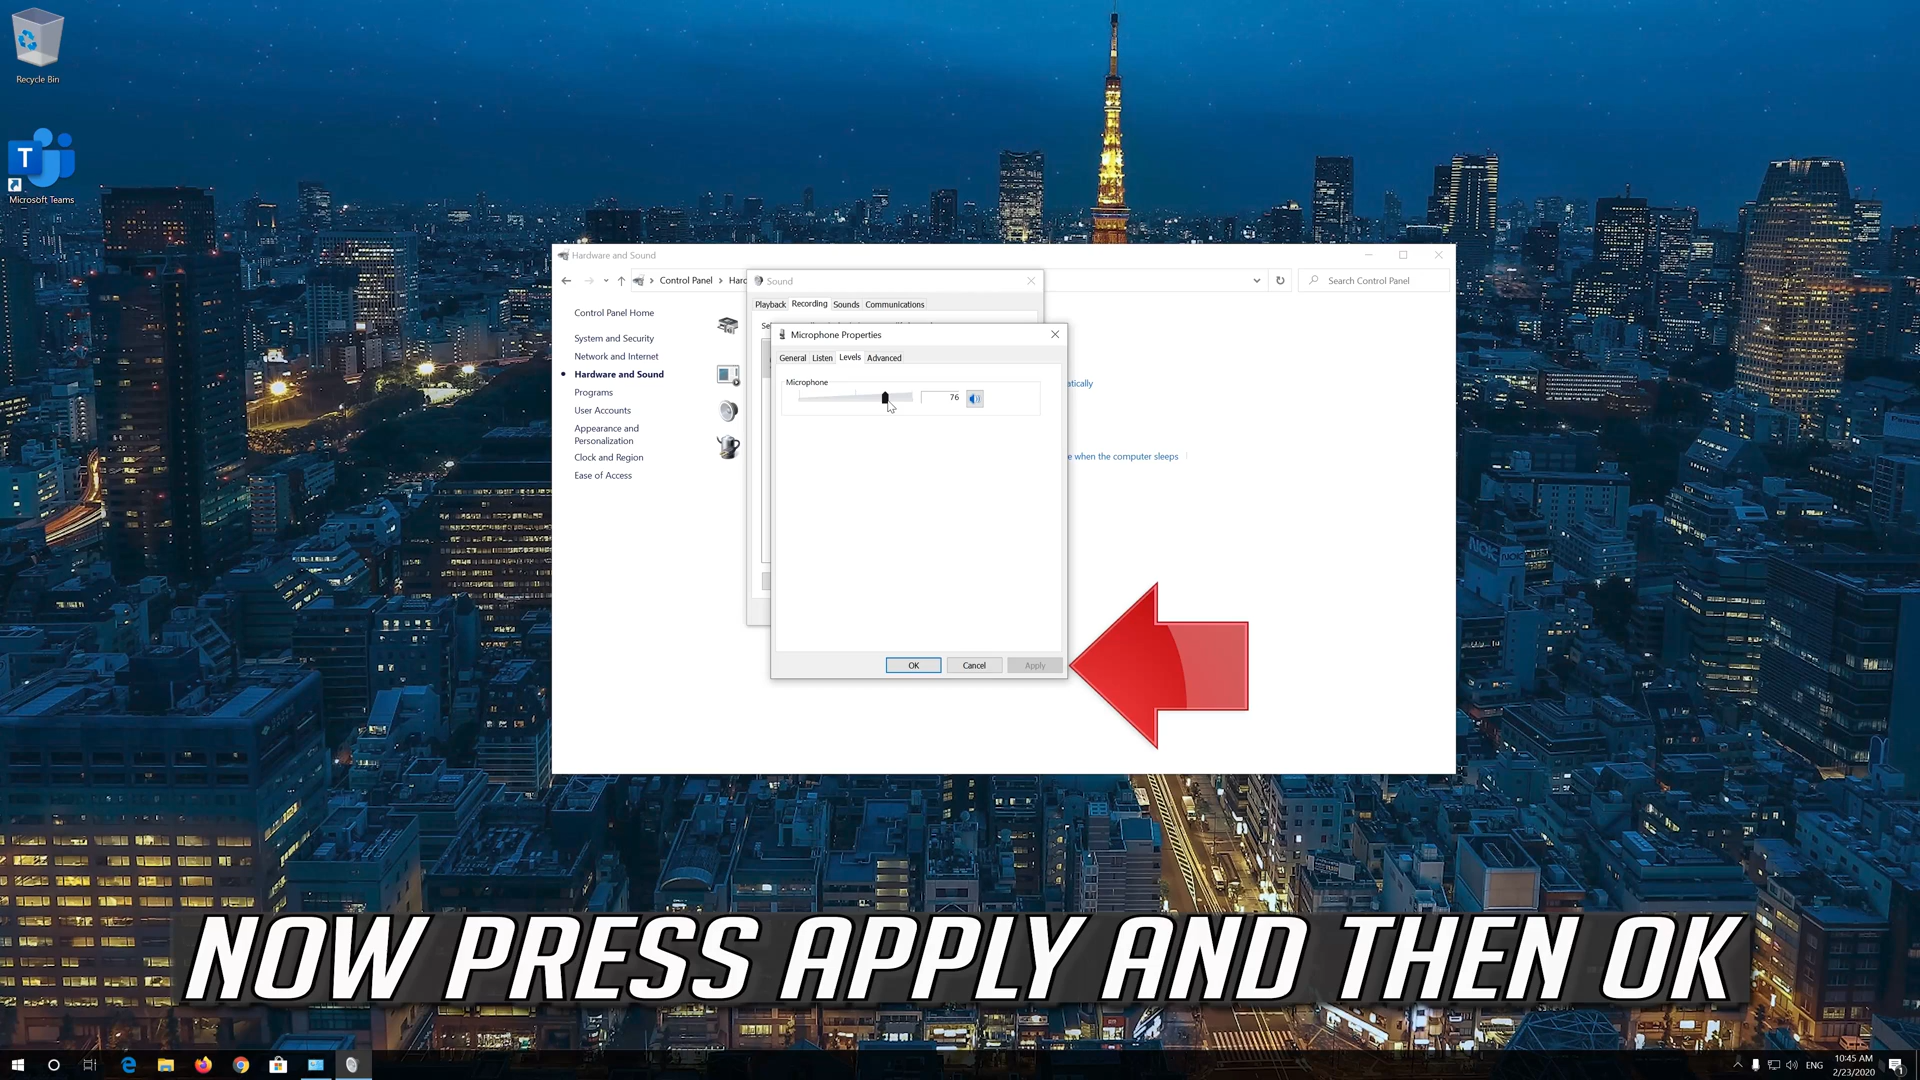 Recycle Bin
T
Microsoft Teams
Hardware and Sound
Control Panel
Search Control Panel
Sound
Playback
Recording
Sounds
Communications
Microphone Properties
General
Listen
Levels
Advanced
Microphone
76
OK
Cancel
Apply
Control Panel Home
System and Security
Network and Internet
Hardware and Sound
Programs
User Accounts
Appearance and
Personalization
Clock and Region
Ease of Access
when the computer sleeps
NOW PRESS APPLY AND THEN OK
ENG
10:45 AM
2/23/2020
1